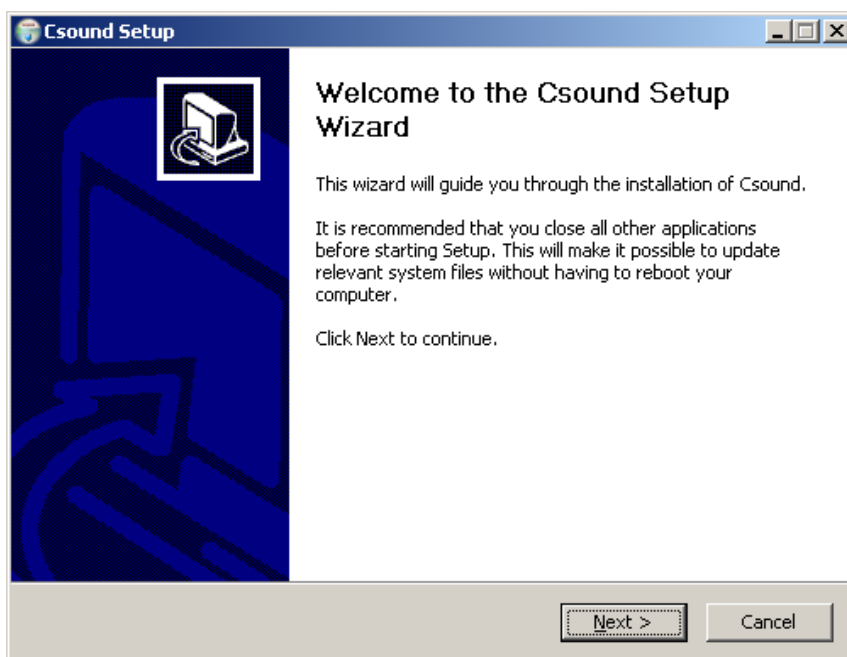 Csound Setup
Welcome to the Csound Setup
Wizard
This wizard will guide you through the installation of Csound.
It is recommended that you close all other applications
before starting Setup. This will make it possible to update
relevant system files without having to reboot your
computer.
Click Next to continue.
Next >
Cancel